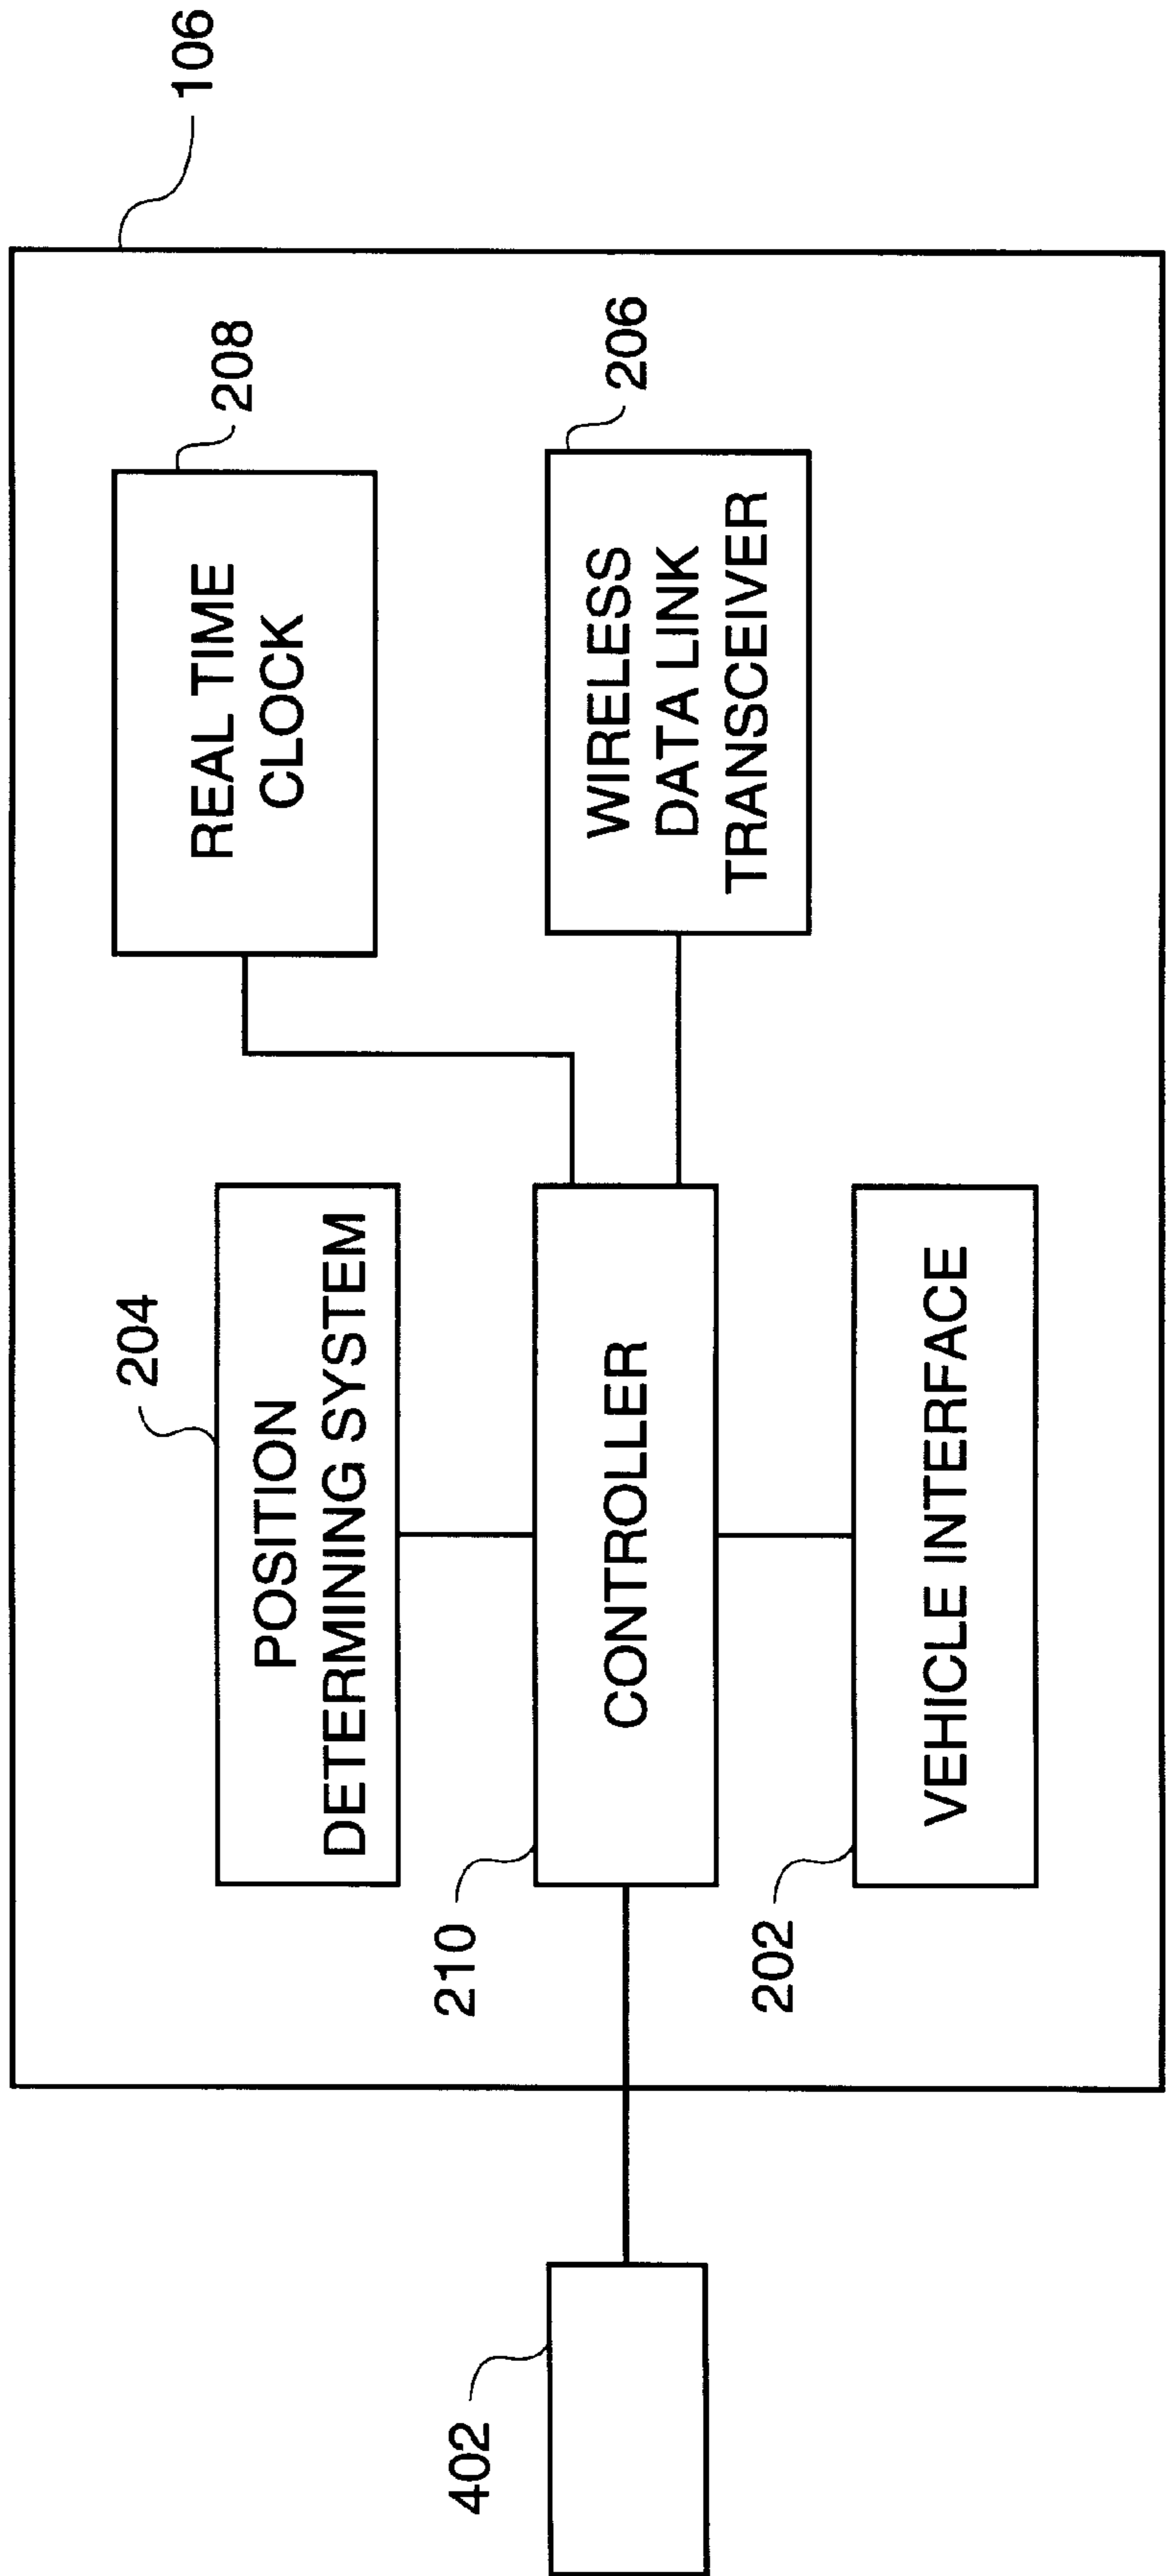 106
208
REAL TIME
CLOCK
204
POSITION
DETERMINING SYSTEM
206
WIRELESS
DATA LINK
TRANSCEIVER
210
CONTROLLER
402
202
VEHICLE INTERFACE